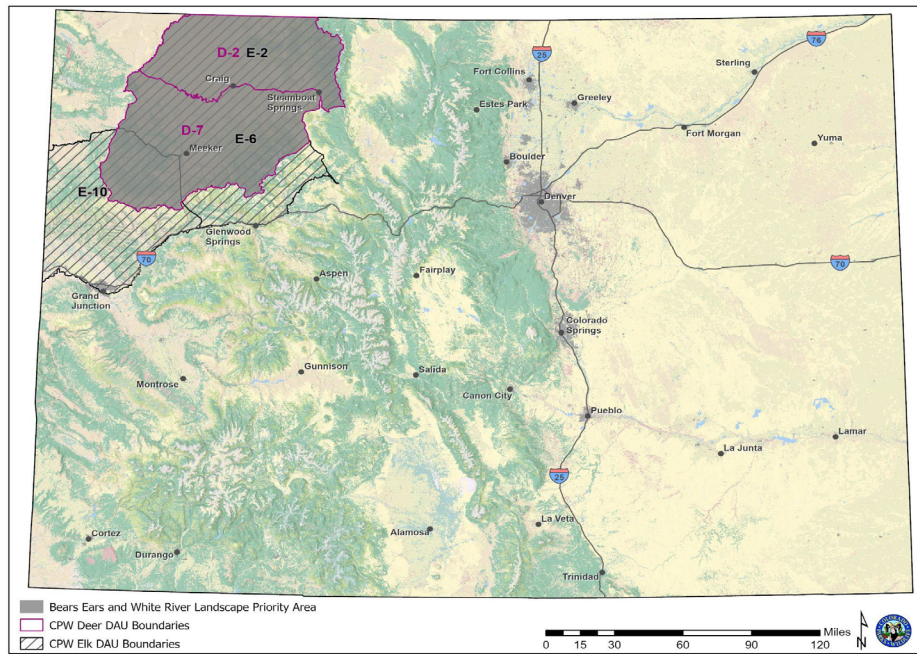 D-2 E-2
Craig
Steamboat
Springs
D-7
E-6
Meeker
E-10
Glenwood
Springs
70
Grand
Junction
25
76
Fort Collins
Sterling
Greeley
Estes Park
Fort Morgan
Yuma
Boulder
Denver
Aspen
Fairplay
70
Colorado
Springs
Gunnison
Salida
Montrose
Canon City
Pueblo
Lamar
La Junta
25
La Veta
Alamosa
Cortez
Durango
Trinidad
Bears Ears and White River Landscape Priority Area
CPW Deer DAU Boundaries
CPW Elk DAU Boundaries
Miles
0 15 30 60 90 120
N